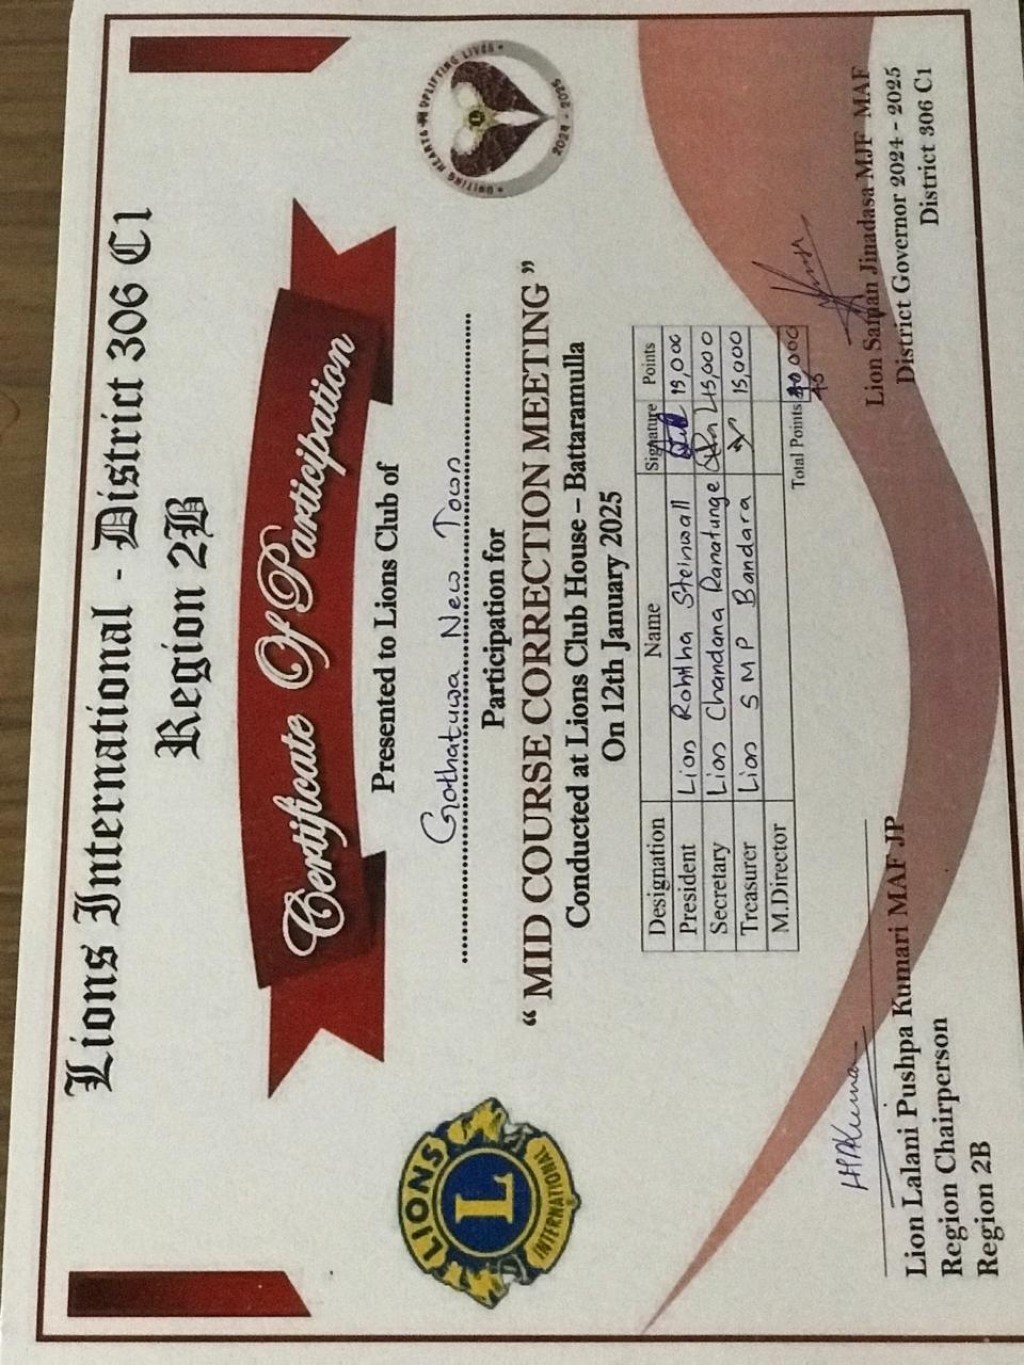 Lions International - District 306 C1
Region 2B
Certificate Of Participation
UNITING HEARTS UPLIFTING LIVES
2024 - 2025
LIONS
L
INTERNATIONAL
Presented to Lions Club of
Gothatuwa New Town
Participation for
“ MID COURSE CORRECTION MEETING ”
Conducted at Lions Club House – Battaramulla
On 12th January 2025
Designation Name Signature Points
President Lion Rohitha Steinwall 15,000
Secretary Lion Chandana Ranatunge 15,000
Treasurer Lion S M P Bandara 15,000
M.Director
Total Points 45
Lion Lalani Pushpa Kumari MAF JP
Region Chairperson
Region 2B
Lion Saman Jinadasa MJF MAF
District Governor 2024 - 2025
District 306 C1